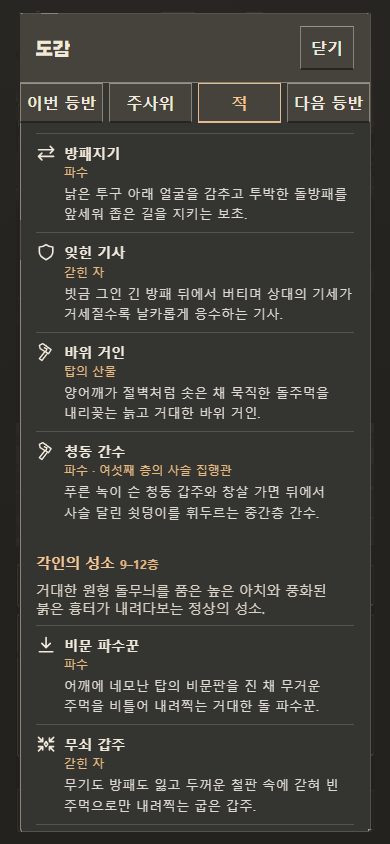 도감
닫기
이번 등반
주사위
적
다음 등반
방패지기
파수
낡은 투구 아래 얼굴을 감추고 투박한 돌방패를
앞세워 좁은 길을 지키는 보초.
잊힌 기사
갇힌 자
빗금 그인 긴 방패 뒤에서 버티며 상대의 기세가
거세질수록 날카롭게 응수하는 기사.
바위 거인
탑의 산물
양어깨가 절벽처럼 솟은 채 묵직한 돌주먹을
내리꽂는 늙고 거대한 바위 거인.
청동 간수
파수 · 여섯째 층의 사슬 집행관
푸른 녹이 슨 청동 갑주와 창살 가면 뒤에서
사슬 달린 쇳덩이를 휘두르는 중간층 간수.
각인의 성소 9–12층
거대한 원형 돌무늬를 품은 높은 아치와 풍화된
붉은 흉터가 내려다보는 정상의 성소.
비문 파수꾼
파수
어깨에 네모난 탑의 비문판을 진 채 무거운
주먹을 비틀어 내려찍는 거대한 돌 파수꾼.
무쇠 갑주
갇힌 자
무기도 방패도 잃고 두꺼운 철판 속에 갇혀 빈
주먹으로만 내려찍는 굽은 갑주.